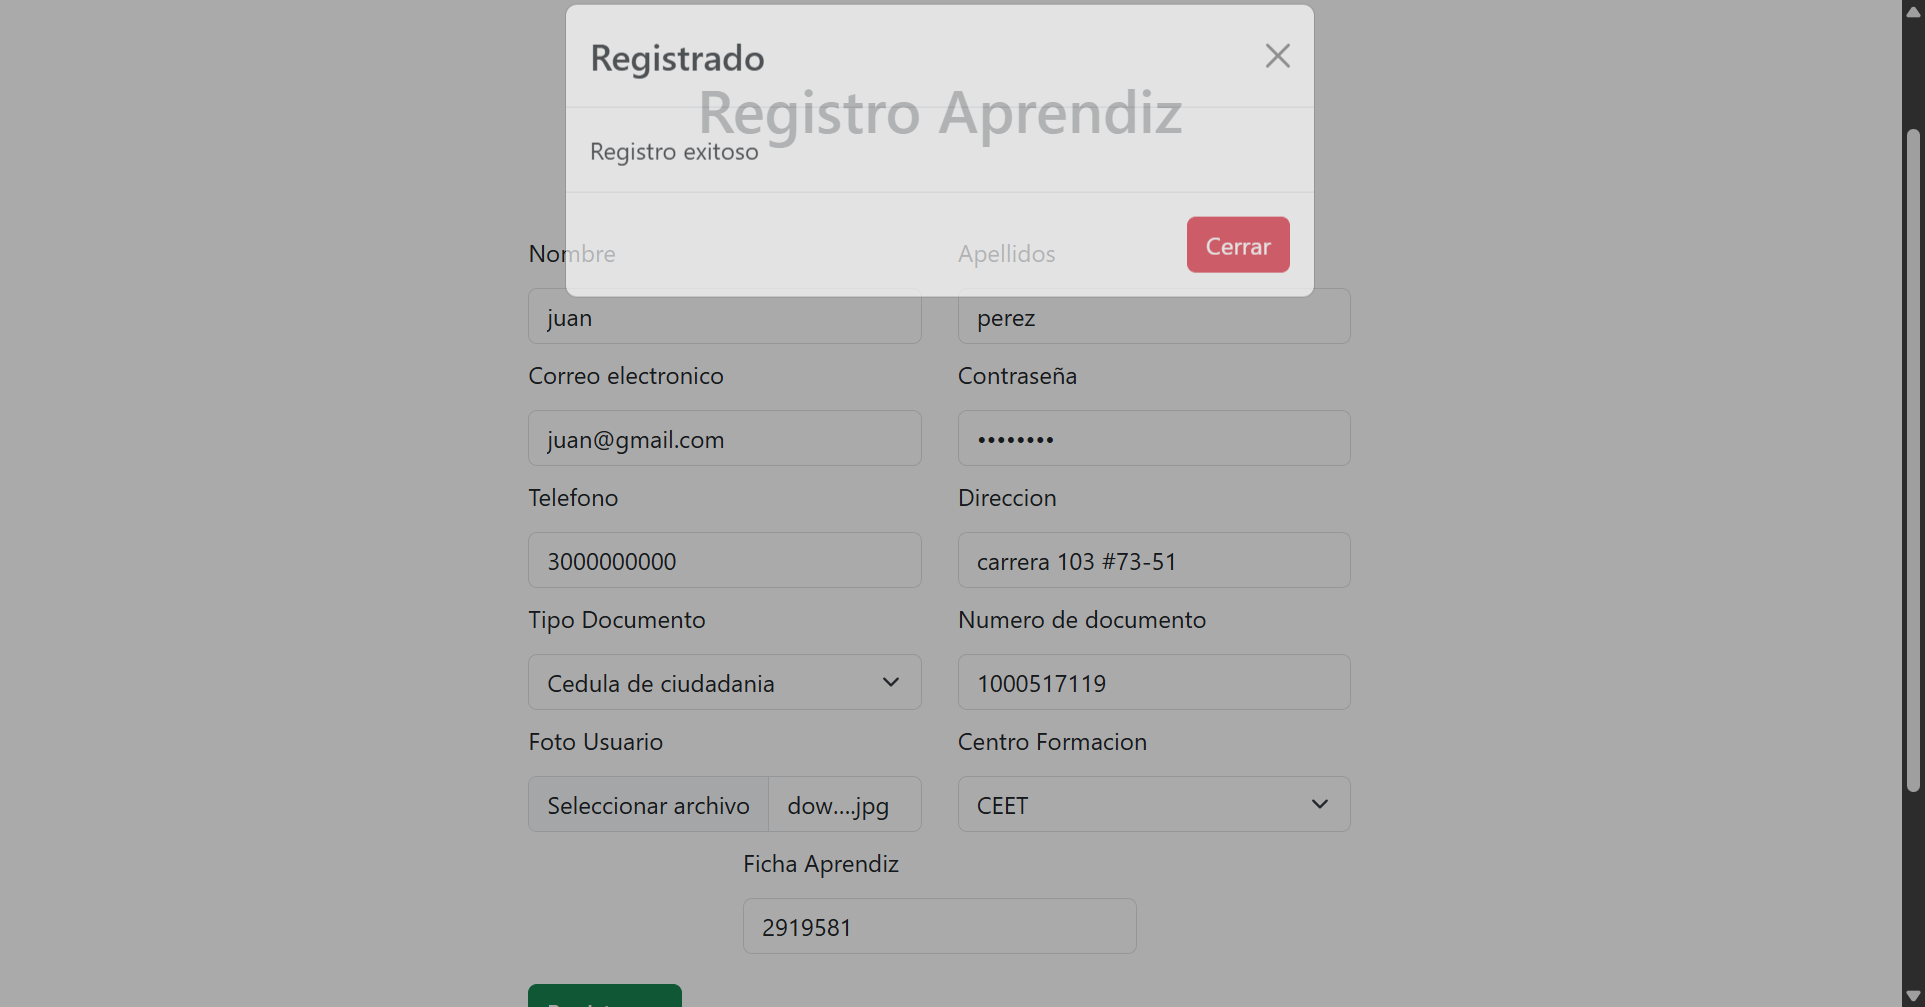 Registrado
Registro Aprendiz
Registro exitoso
Nombre
Apellidos
Cerrar
juan
perez
Correo electronico
Contraseña
juan@gmail.com
••••••••
Telefono
Direccion
3000000000
carrera 103 #73-51
Tipo Documento
Numero de documento
Cedula de ciudadania
1000517119
Foto Usuario
Centro Formacion
Seleccionar archivo
dow....jpg
CEET
Ficha Aprendiz
2919581